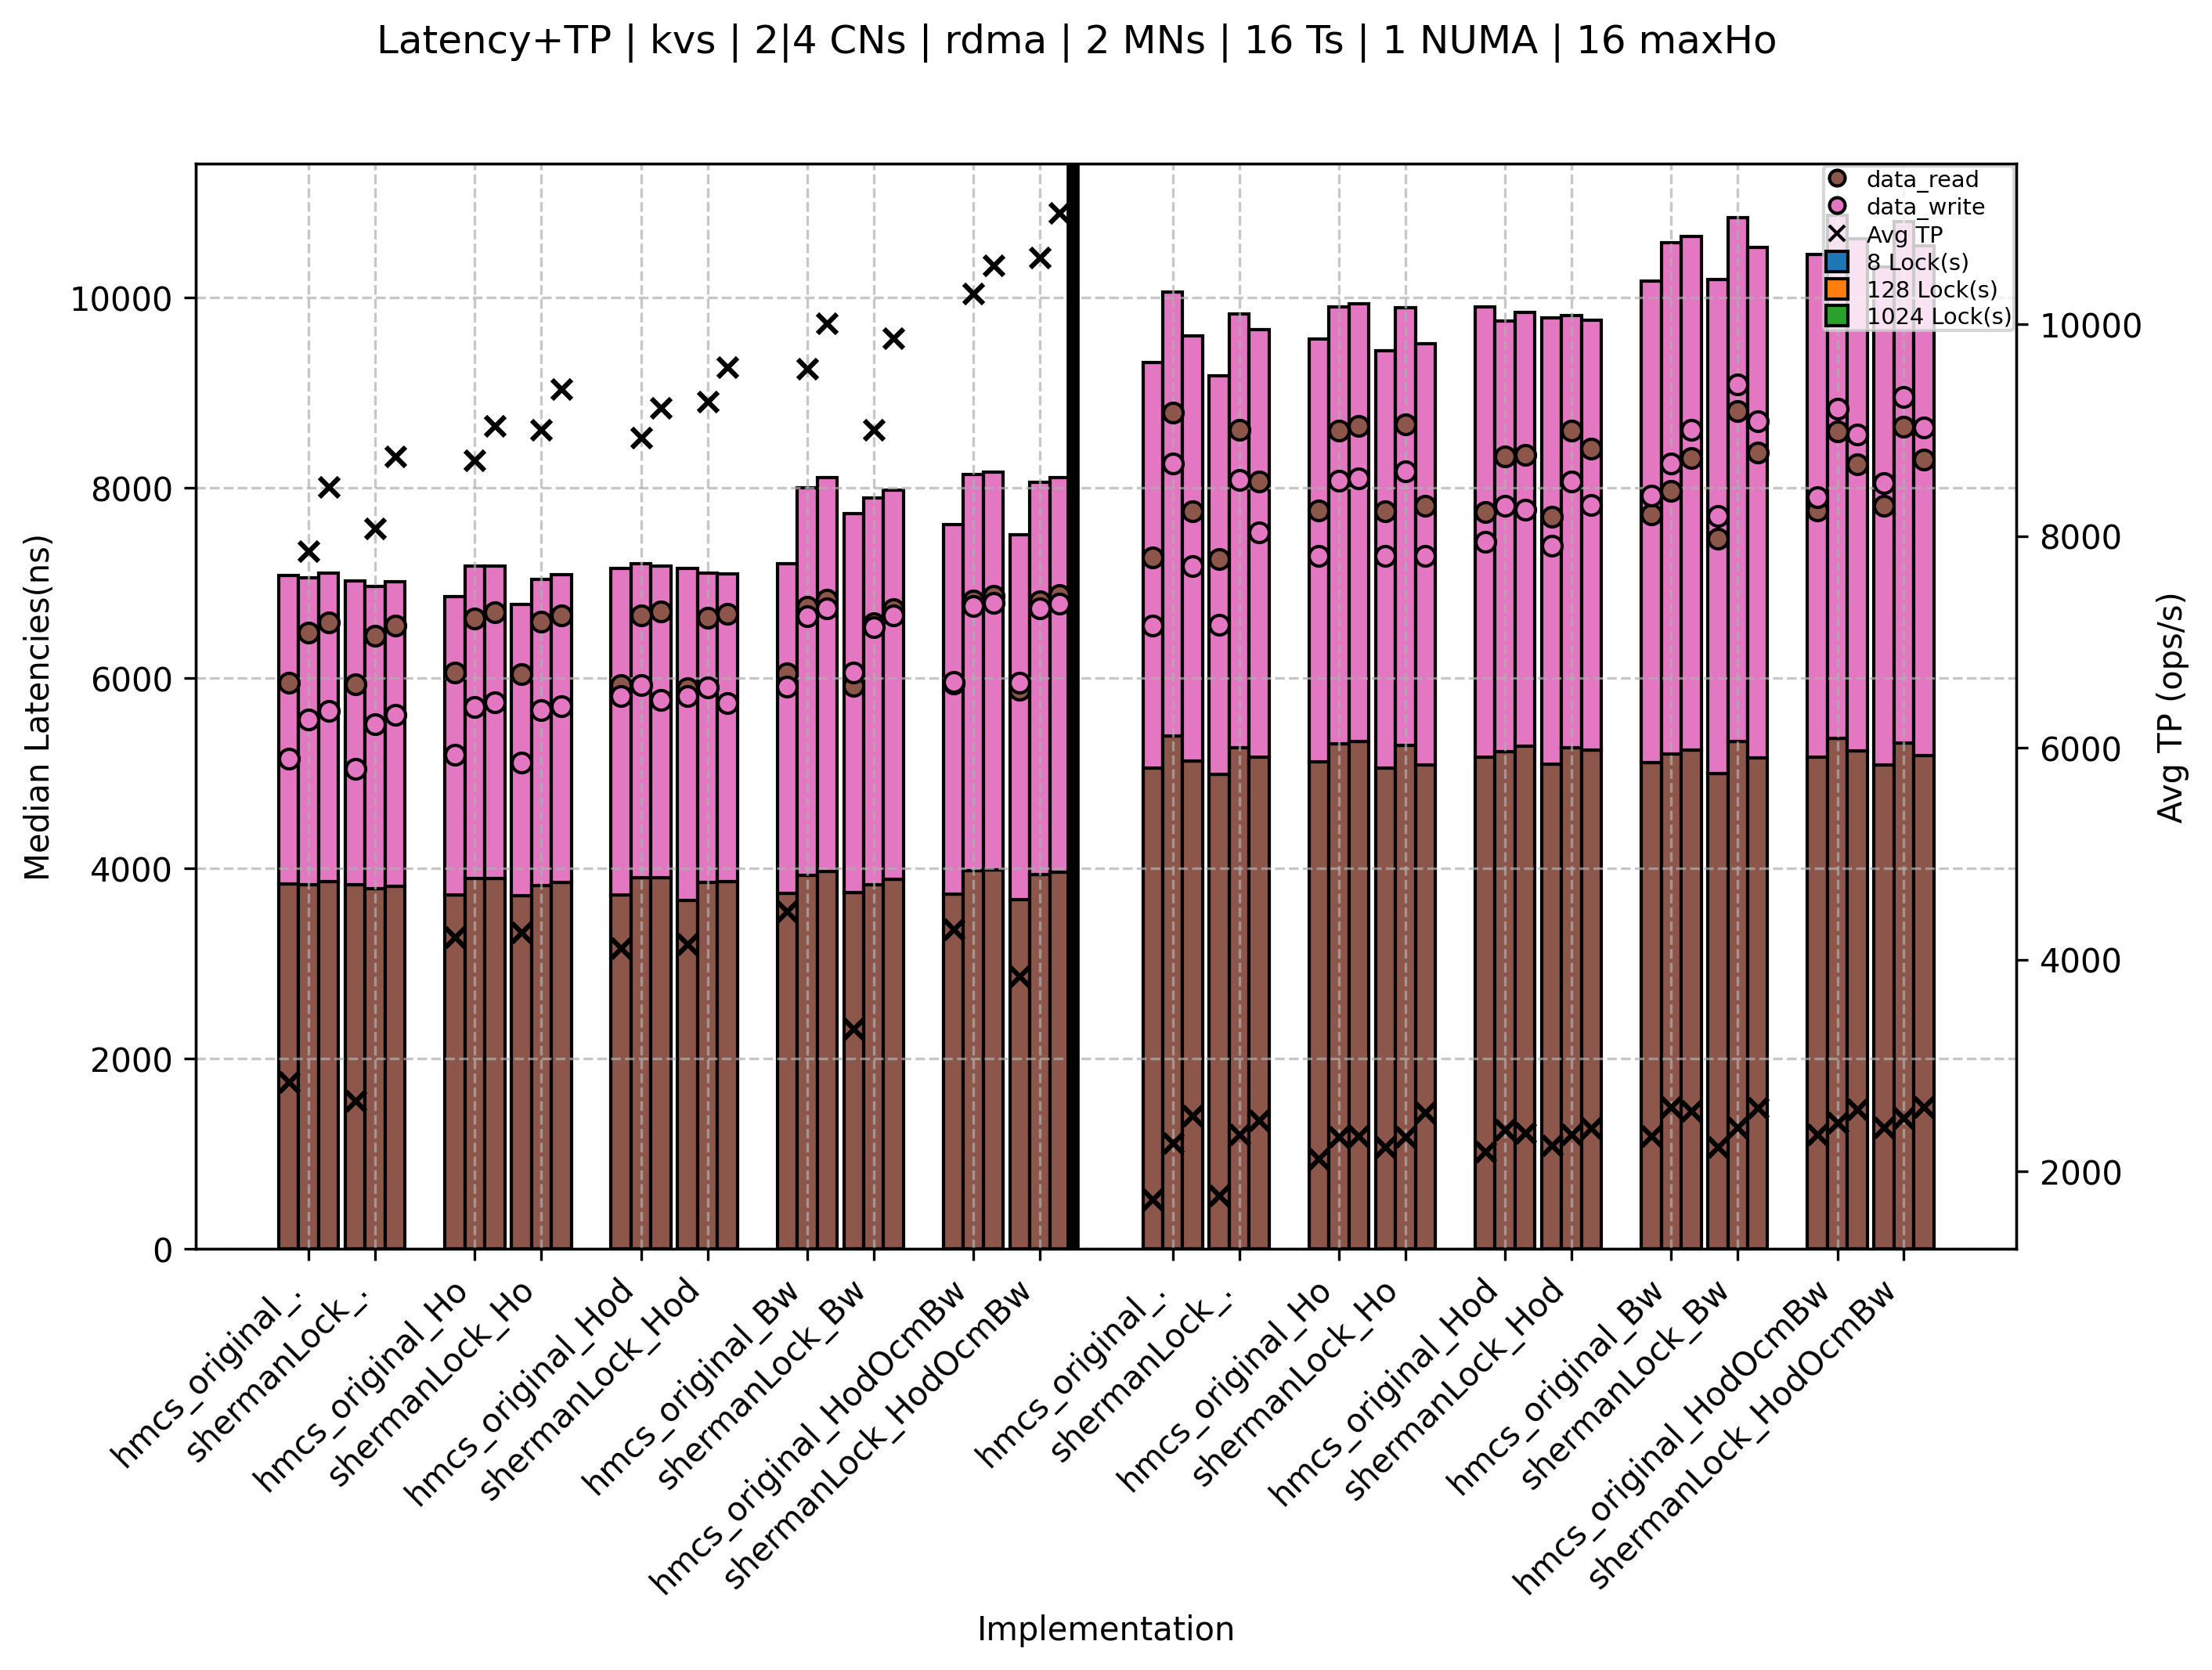 Latency+TP | kvs | 2|4 CNs | rdma | 2 MNs | 16 Ts | 1 NUMA | 16 maxHo
data_read
data_write
Avg TP
8 Lock(s)
128 Lock(s)
1024 Lock(s)
Median Latencies(ns)
10000
8000
6000
4000
2000
0
Avg TP (ops/s)
10000
8000
6000
4000
2000
hmcs_original_.
shermanLock_.
hmcs_original_Ho
shermanLock_Ho
hmcs_original_Hod
shermanLock_Hod
hmcs_original_Bw
shermanLock_Bw
hmcs_original_HodOcmBw
shermanLock_HodOcmBw
hmcs_original_.
shermanLock_.
hmcs_original_Ho
shermanLock_Ho
hmcs_original_Hod
shermanLock_Hod
hmcs_original_Bw
shermanLock_Bw
hmcs_original_HodOcmBw
shermanLock_HodOcmBw
Implementation